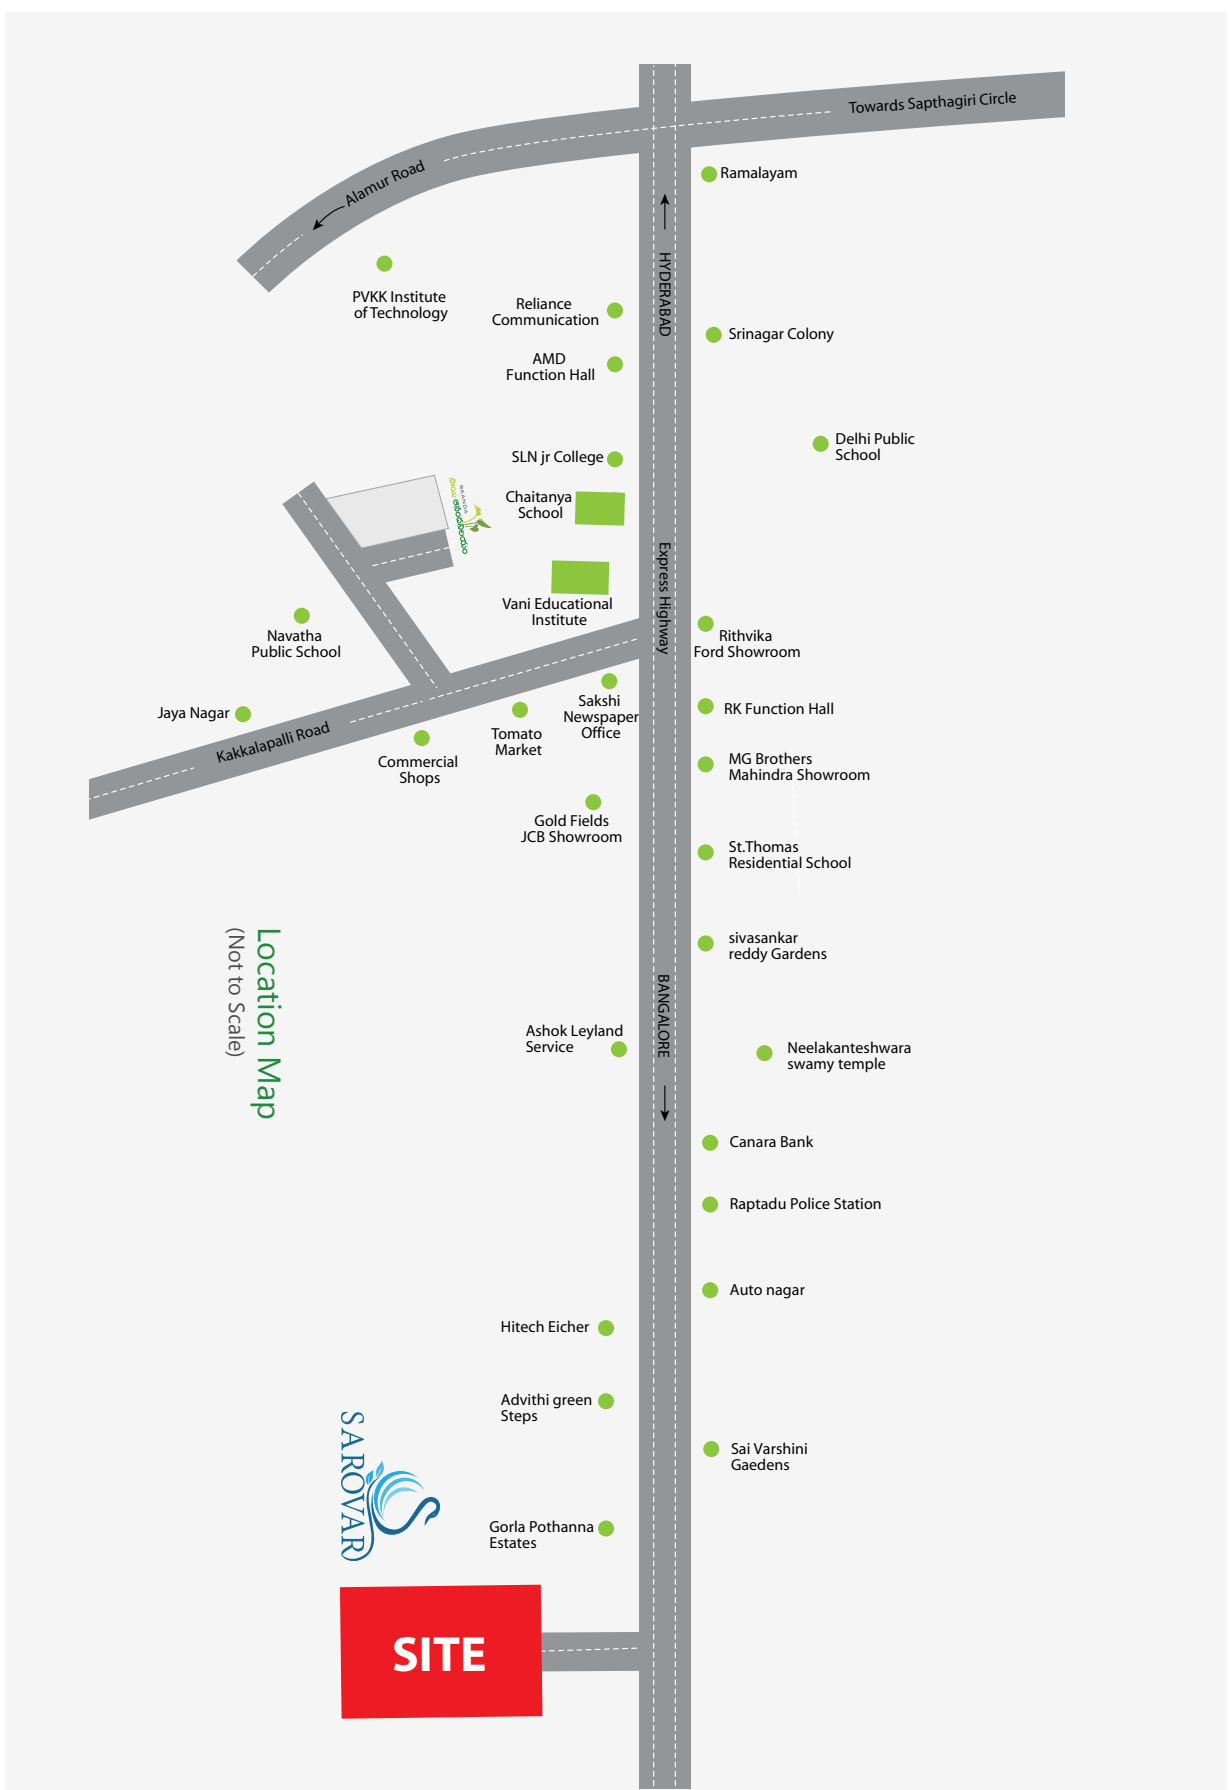 Towards Sapthagiri Circle
Alamur Road
Ramalayam
HYDERABAD
PVKK Institute
of Technology
Reliance
Communication
Srinagar Colony
AMD
Function Hall
Delhi Public
School
SLN jr College
Chaitanya
School
SKANDA
Express Highway
Vani Educational
Institute
Navatha
Public School
Rithvika
Ford Showroom
Jaya Nagar
Kakkalapalli Road
Sakshi
Newspaper
Office
RK Function Hall
Tomato
Market
Commercial
Shops
MG Brothers
Mahindra Showroom
Gold Fields
JCB Showroom
St.Thomas
Residential School
Location Map
(Not to Scale)
sivasankar
reddy Gardens
BANGALORE
Ashok Leyland
Service
Neelakanteshwara
swamy temple
Canara Bank
Raptadu Police Station
Auto nagar
Hitech Eicher
Advithi green
Steps
SAROVAR
Sai Varshini
Gaedens
Gorla Pothanna
Estates
SITE